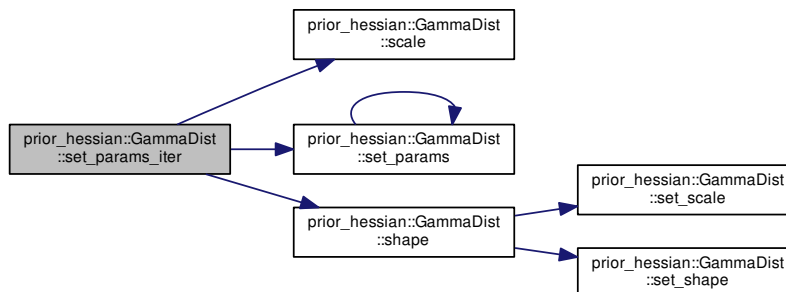 prior_hessian::GammaDist
::scale
prior_hessian::GammaDist
::set_params_iter
prior_hessian::GammaDist
::set_params
prior_hessian::GammaDist
::shape
prior_hessian::GammaDist
::set_scale
prior_hessian::GammaDist
::set_shape